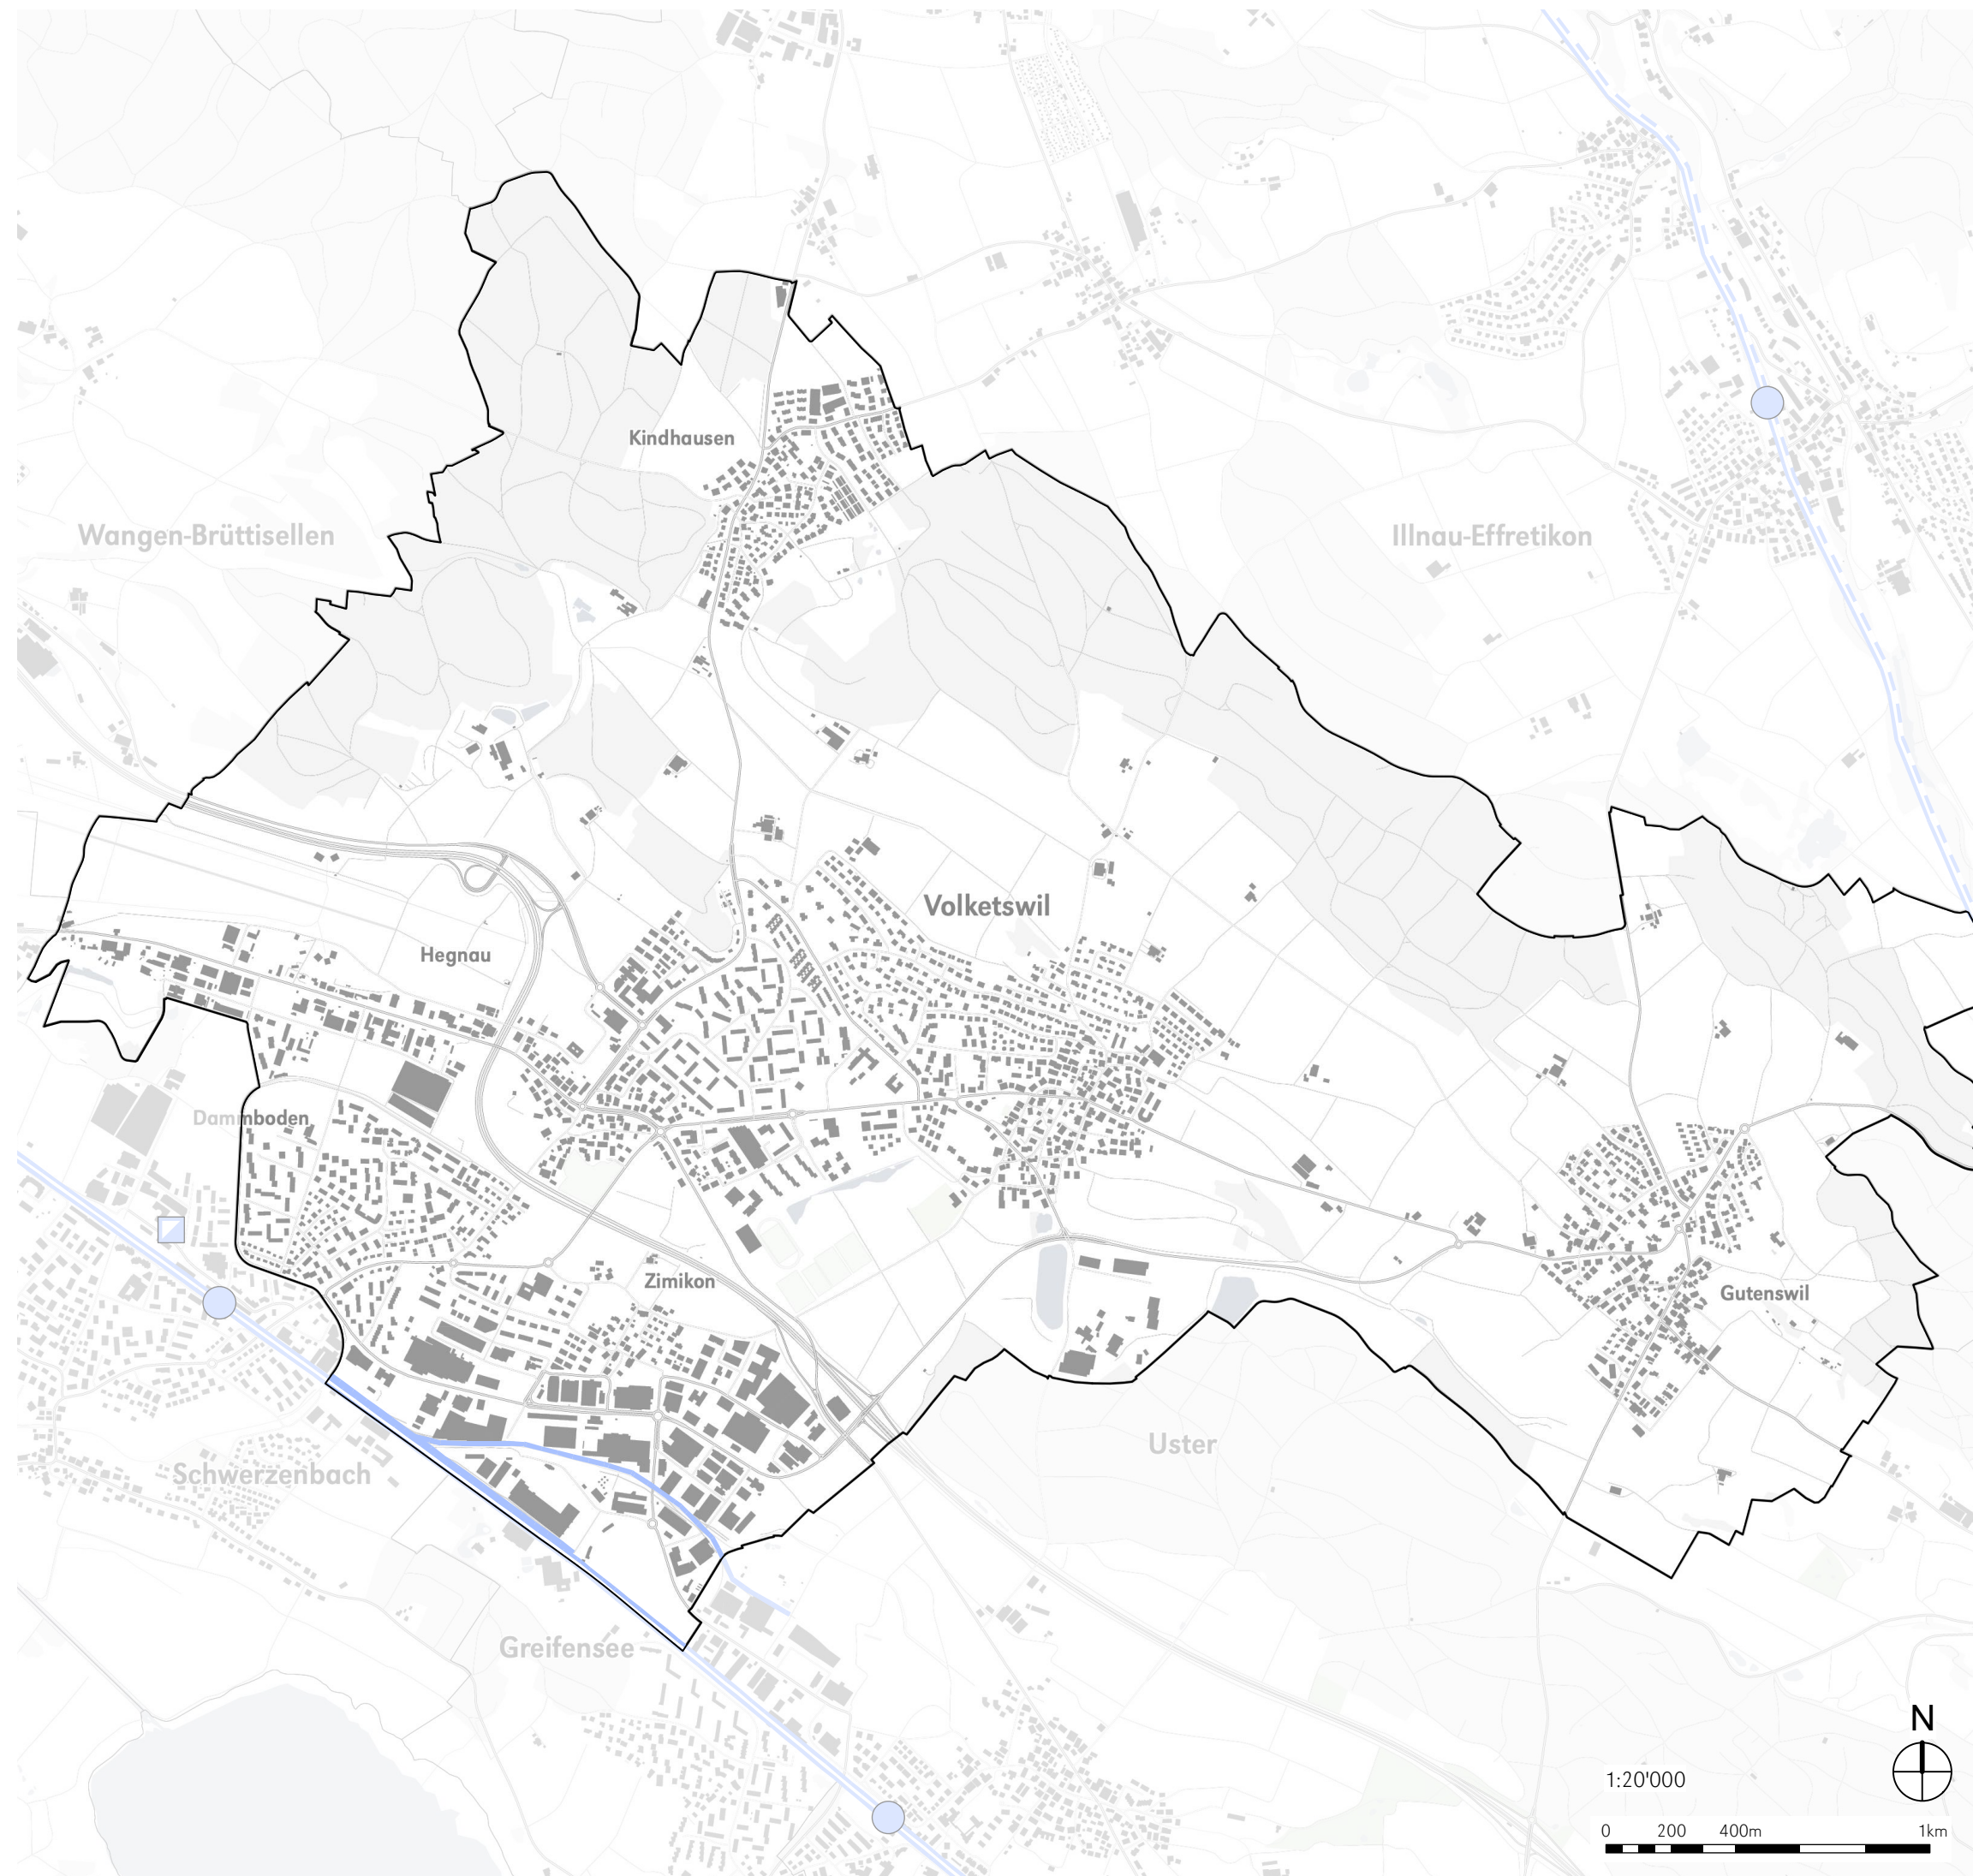 Kindhausen
Wangen-Brüttisellen
Illnau-Effretikon
Volketswil
Hegnau
Dammboden
Zimikon
Gutenswil
Uster
Schwerzenbach
Greifensee
N
1:20'000
0 200 400m 1km